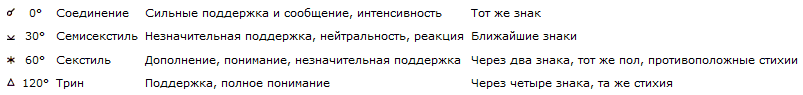 ☌ 0° Соединение Сильные поддержка и сообщение, интенсивность Тот же знак
⚺ 30° Семисекстиль Незначительная поддержка, нейтральность, реакция Ближайшие знаки
⚹ 60° Секстиль Дополнение, понимание, незначительная поддержка Через два знака, тот же пол, противоположные стихии
△ 120° Трин Поддержка, полное понимание Через четыре знака, та же стихия